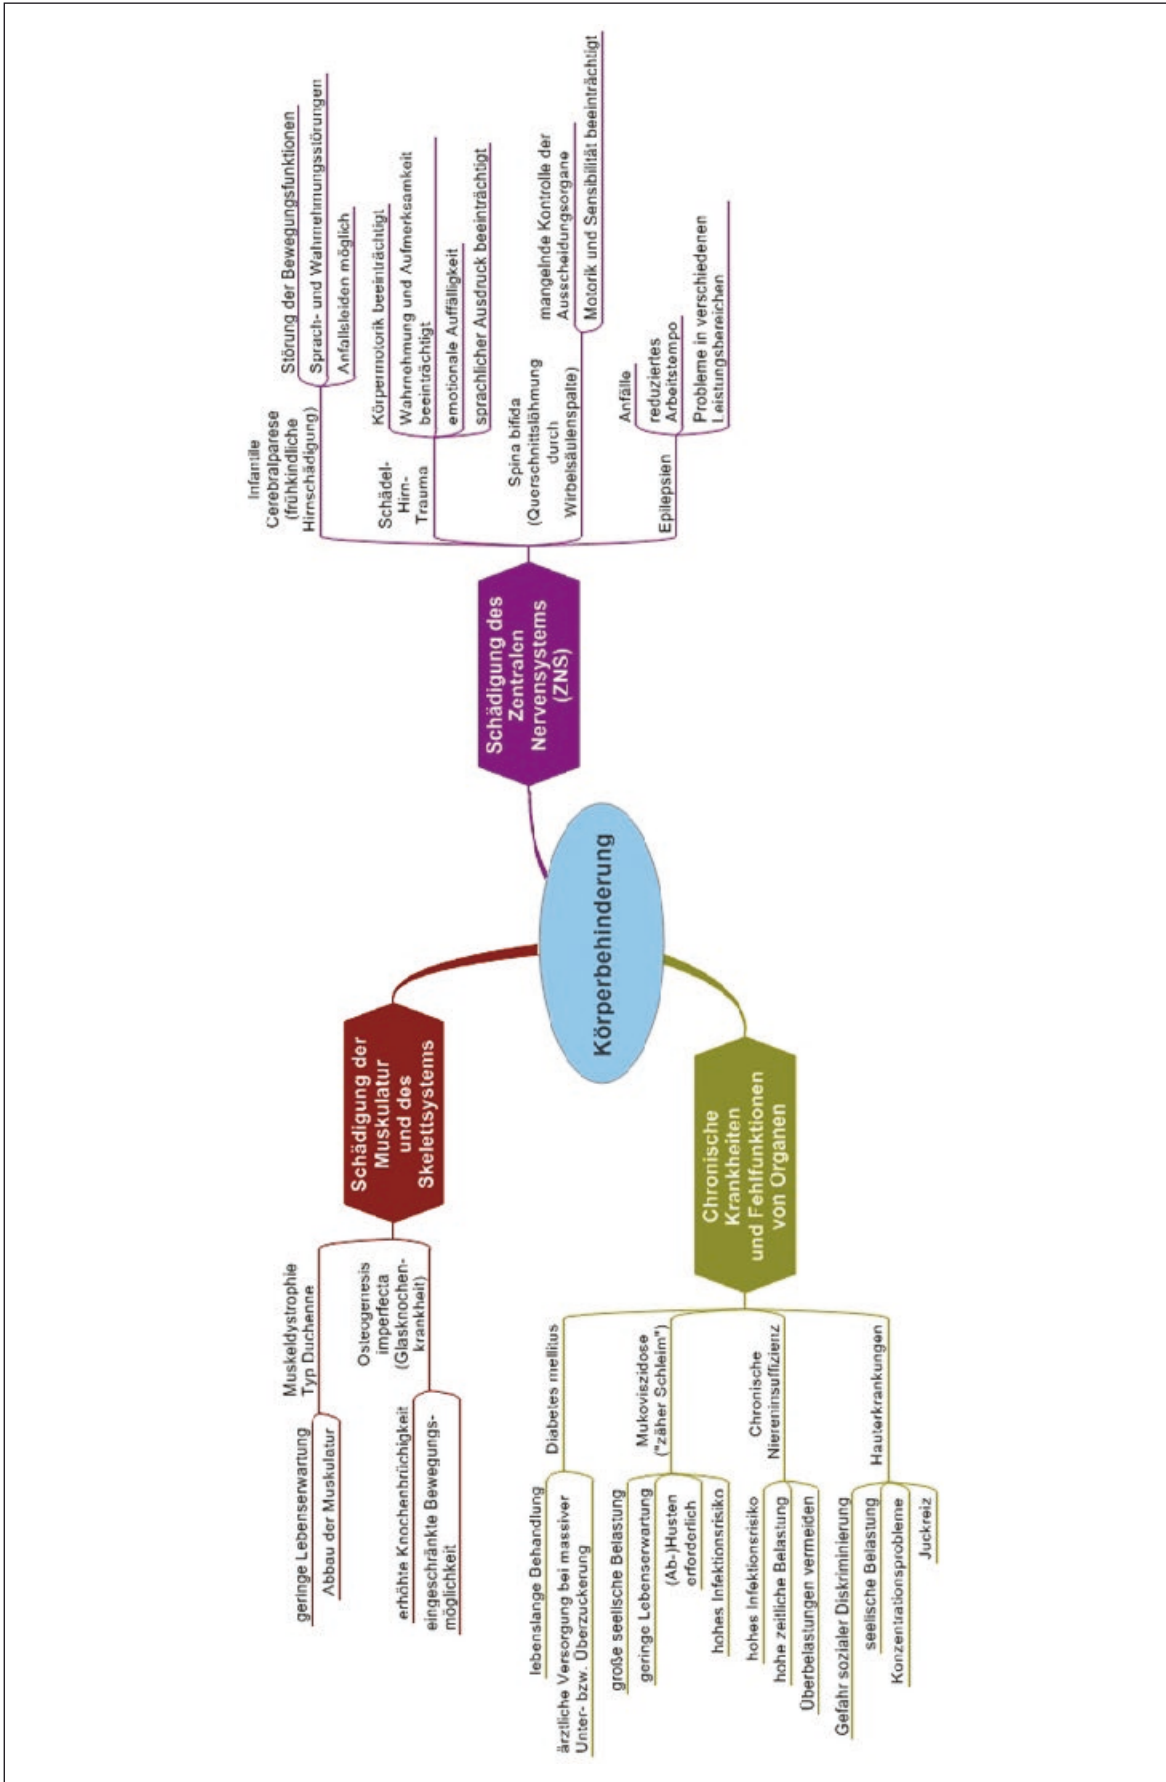 Körperbehinderung
Schädigung der
Muskulatur
und des
Skelettsystems
Muskeldystrophie
Typ Duchenne
geringe Lebenserwartung
Abbau der Muskulatur
Osteogenesis
imperfecta
(Glasknochen-
krankheit)
erhöhte Knochenbrüchigkeit
eingeschränkte Bewegungs-
möglichkeit
Schädigung des
Zentralen
Nervensystems
(ZNS)
Infantile
Cerebralparese
(frühkindliche
Hirnschädigung)
Störung der Bewegungsfunktionen
Sprach- und Wahrnehmungsstörungen
Anfallsleiden möglich
Schädel-
Hirn-
Trauma
Körpermotorik beeinträchtigt
Wahrnehmung und Aufmerksamkeit
beeinträchtigt
emotionale Auffälligkeit
sprachlicher Ausdruck beeinträchtigt
Spina bifida
(Querschnittslähmung
durch
Wirbelsäulenspalte)
mangelnde Kontrolle der
Ausscheidungsorgane
Motorik und Sensibilität beeinträchtigt
Epilepsien
Anfälle
reduziertes
Arbeitstempo
Probleme in verschiedenen
Leistungsbereichen
Chronische
Krankheiten
und Fehlfunktionen
von Organen
Diabetes mellitus
lebenslange Behandlung
ärztliche Versorgung bei massiver
Unter- bzw. Überzuckerung
Mukoviszidose
("zäher Schleim")
große seelische Belastung
geringe Lebenserwartung
(Ab-)Husten
erforderlich
hohes Infektionsrisiko
Chronische
Niereninsuffizienz
hohes Infektionsrisiko
hohe zeitliche Belastung
Überbelastungen vermeiden
Hauterkrankungen
Gefahr sozialer Diskriminierung
seelische Belastung
Konzentrationsprobleme
Juckreiz